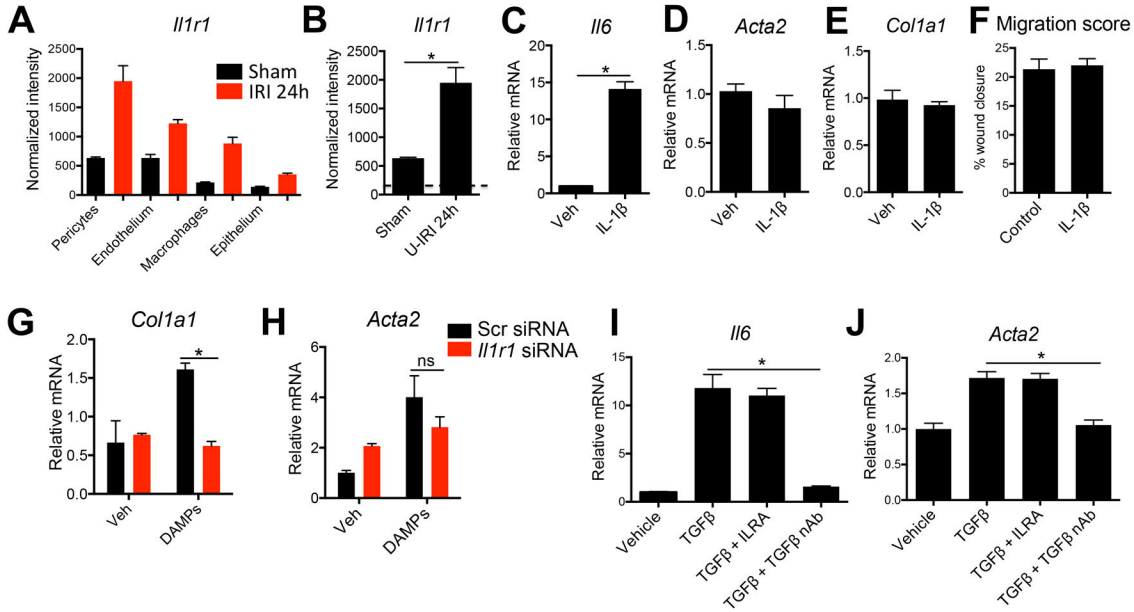 A
Il1r1
Normalized intensity
2500
2000
1500
1000
500
0
Sham
IRI 24h
Pericytes
Endothelium
Macrophages
Epithelium
B
Il1r1
Normalized intensity
2500
2000
1500
1000
500
0
*
Sham
U-IRI 24h
C
Il6
Relative mRNA
20
15
10
5
0
*
Veh
IL-1β
D
Acta2
Relative mRNA
1.5
1.0
0.5
0.0
Veh
IL-1β
E
Col1a1
Relative mRNA
1.5
1.0
0.5
0.0
Veh
IL-1β
F Migration score
% wound closure
25
20
15
10
5
0
Control
IL-1β
G
Col1a1
Relative mRNA
2.0
1.5
1.0
0.5
0.0
*
Veh
DAMPs
H
Acta2
Relative mRNA
6
4
2
0
ns
Scr siRNA
Il1r1 siRNA
Veh
DAMPs
I
Il6
Relative mRNA
15
10
5
0
*
Vehicle
TGFβ
TGFβ + ILRA
TGFβ + TGFβ nAb
J
Acta2
Relative mRNA
2.0
1.5
1.0
0.5
0.0
*
Vehicle
TGFβ
TGFβ + ILRA
TGFβ + TGFβ nAb